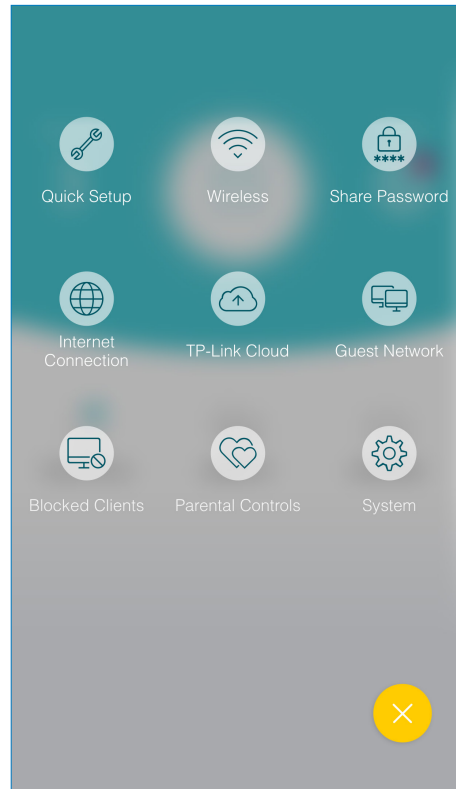 ****
Quick Setup
Wireless
Share Password
Internet
Connection
TP-Link Cloud
Guest Network
Blocked Clients
Parental Controls
System